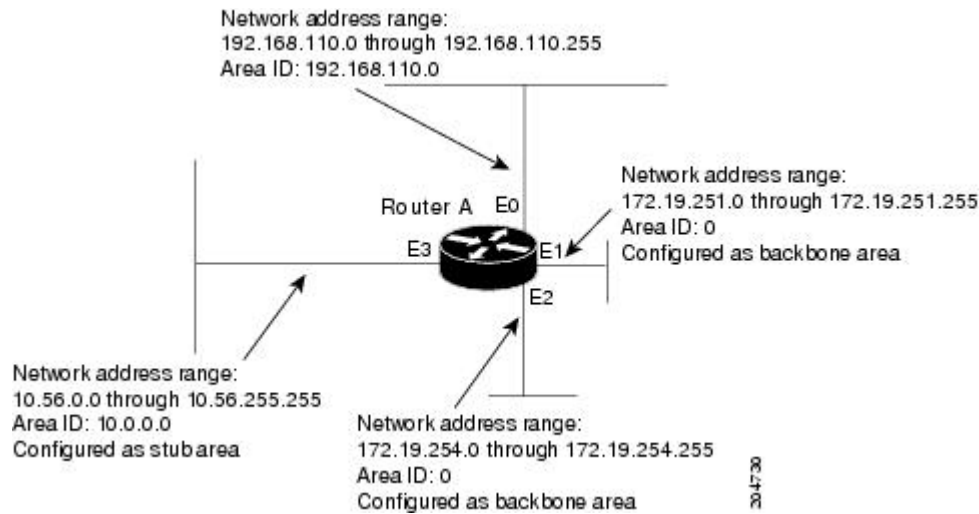 Network address range:
192.168.110.0 through 192.168.110.255
Area ID: 192.168.110.0
Network address range:
172.19.251.0 through 172.19.251.255
Area ID: 0
Configured as backbone area
Router A
E0
E3
E1
E2
Network address range:
10.56.0.0 through 10.56.255.255
Area ID: 10.0.0.0
Configured as stub area
Network address range:
172.19.254.0 through 172.19.254.255
Area ID: 0
Configured as backbone area